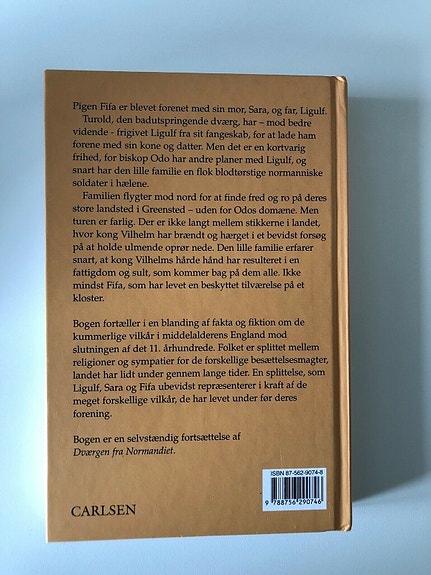 Pigen Fifa er blevet forenet med sin mor, Sara, og far, Ligulf.
Turold, den badutspringende dværg, har – mod bedre
vidende - frigivet Ligulf fra sit fangeskab, for at lade ham
forene med sin kone og datter. Men det er en kortvarig
frihed, for biskop Odo har andre planer med Ligulf, og
snart har den lille familie en flok blodtørstige normanniske
soldater i hælene.
Familien flygter mod nord for at finde fred og ro på deres
store landsted i Greensted – uden for Odos domæne. Men
turen er farlig. Der er ikke langt mellem stikkerne i landet,
hvor kong Vilhelm har brændt og hærget i et bevidst forsøg
på at holde ulmende oprør nede. Den lille familie erfarer
snart, at kong Vilhelms hårde hånd har resulteret i en
fattigdom og sult, som kommer bag på dem alle. Ikke
mindst Fifa, som har levet en beskyttet tilværelse på et
kloster.
Bogen fortæller i en blanding af fakta og fiktion om de
kummerlige vilkår i middelalderens England mod
slutningen af det 11. århundrede. Folket er splittet mellem
religioner og sympatier for de forskellige besættelsesmagter,
landet har lidt under gennem lange tider. En splittelse, som
Ligulf, Sara og Fifa ubevidst repræsenterer i kraft af de
meget forskellige vilkår, de har levet under før deres
forening.
Bogen er en selvstændig fortsættelse af
Dværgen fra Normandiet.
ISBN 87-562-9074-8
9 788756 290746
CARLSEN